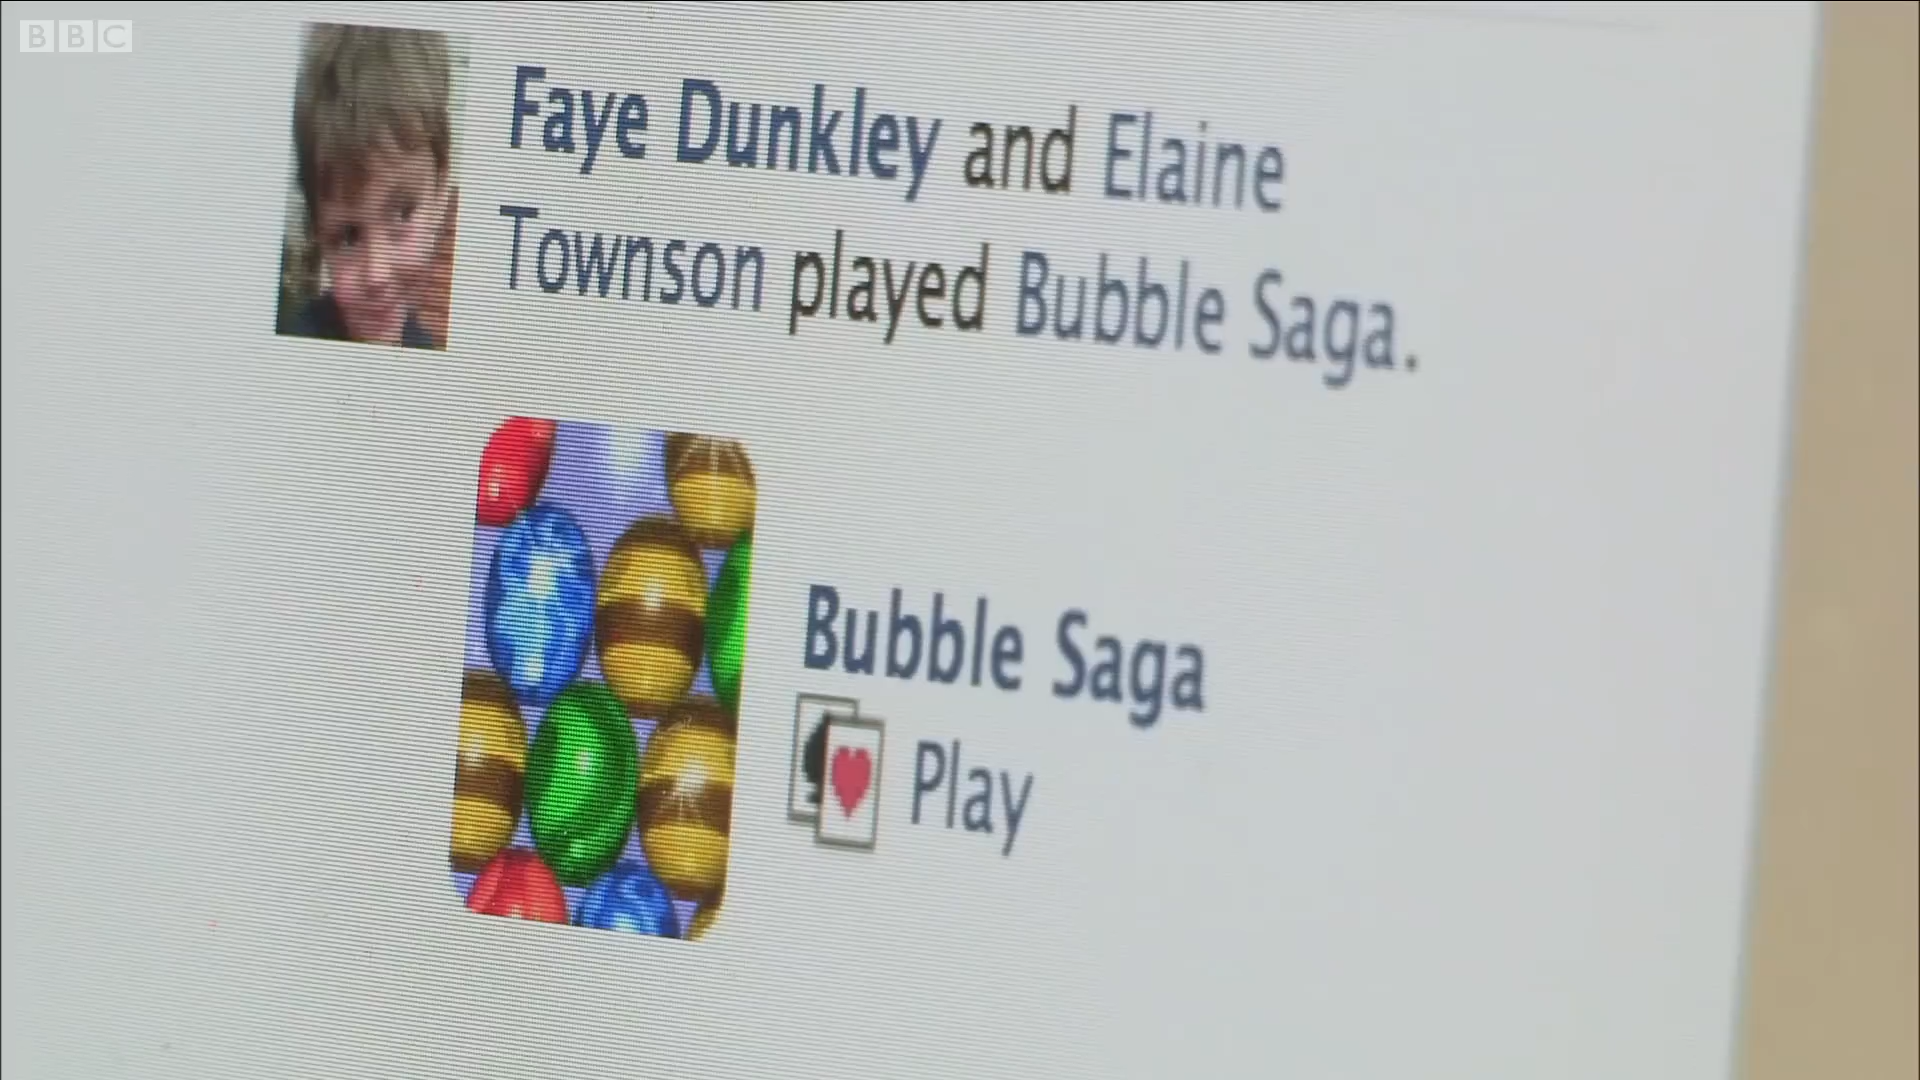 BBC
Faye Dunkley and Elaine
Townson played Bubble Saga.
Bubble Saga
Play